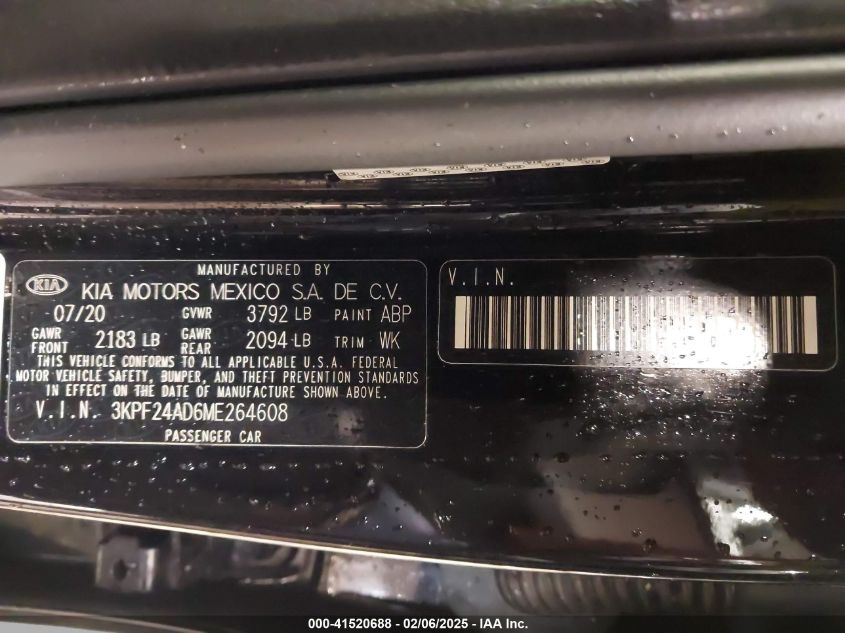 MANUFACTURED BY
KIA KIA MOTORS MEXICO S.A. DE C.V.
07/20 GVWR 3792 LB PAINT ABP
GAWR FRONT 2183 LB GAWR REAR 2094 LB TRIM WK
THIS VEHICLE CONFORMS TO ALL APPLICABLE U.S.A. FEDERAL
MOTOR VEHICLE SAFETY, BUMPER, AND THEFT PREVENTION STANDARDS
IN EFFECT ON THE DATE OF MANUFACTURE SHOWN ABOVE.
V.I.N. 3KPF24AD6ME264608
PASSENGER CAR
V.I.N.
000-41520688 - 02/06/2025 - IAA Inc.